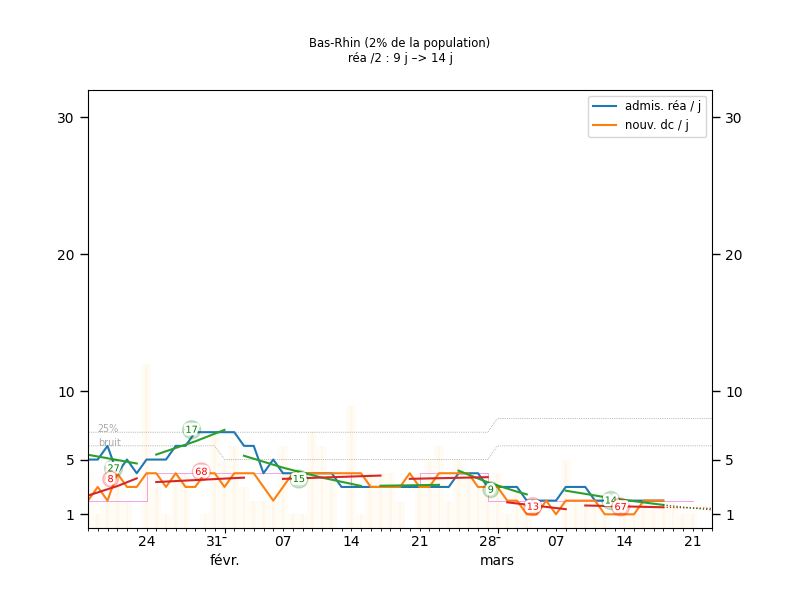 Bas-Rhin (2% de la population)
réa /2 : 9 j –> 14 j
admis. réa / j
nouv. dc / j
30 30
20 20
10 10
25%
bruit
17
5 5
27
8
68
15
9
13
14
67
1 1
24 31 07 14 21 28 07 14 21
févr. mars